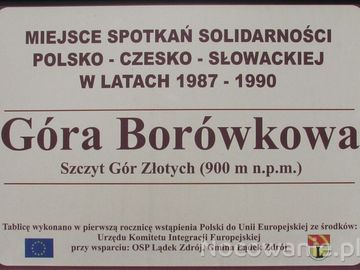 MIEJSCE SPOTKAŃ SOLIDARNOŚCI
POLSKO - CZESKO - SŁOWACKIEJ
W LATACH 1987 - 1990
Góra Borówkowa
Szczyt Gór Złotych (900 m n.p.m.)
Tablicę wykonano w pierwszą rocznicę wstąpienia Polski do Unii Europejskiej ze środków:
Urzędu Komitetu Integracji Europejskiej
przy wsparciu: OSP Lądek Zdrój, Gmina Lądek Zdrój
Notowane.pl